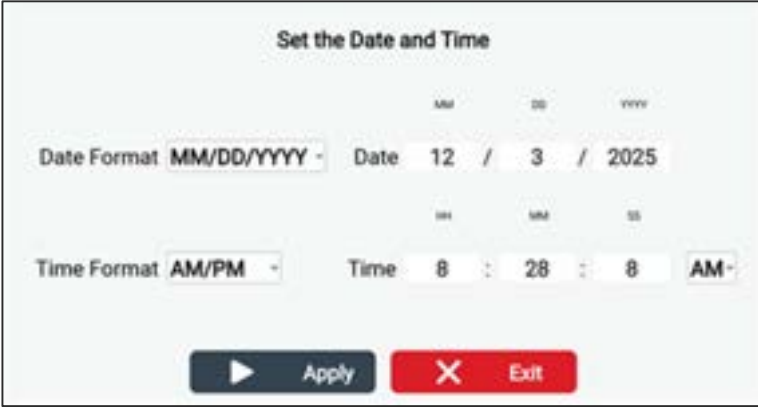 Set the Date and Time
MM DD YYYY
Date Format MM/DD/YYYY Date 12 / 3 / 2025
HH MM SS
Time Format AM/PM Time 8 : 28 : 8 AM
Apply Exit